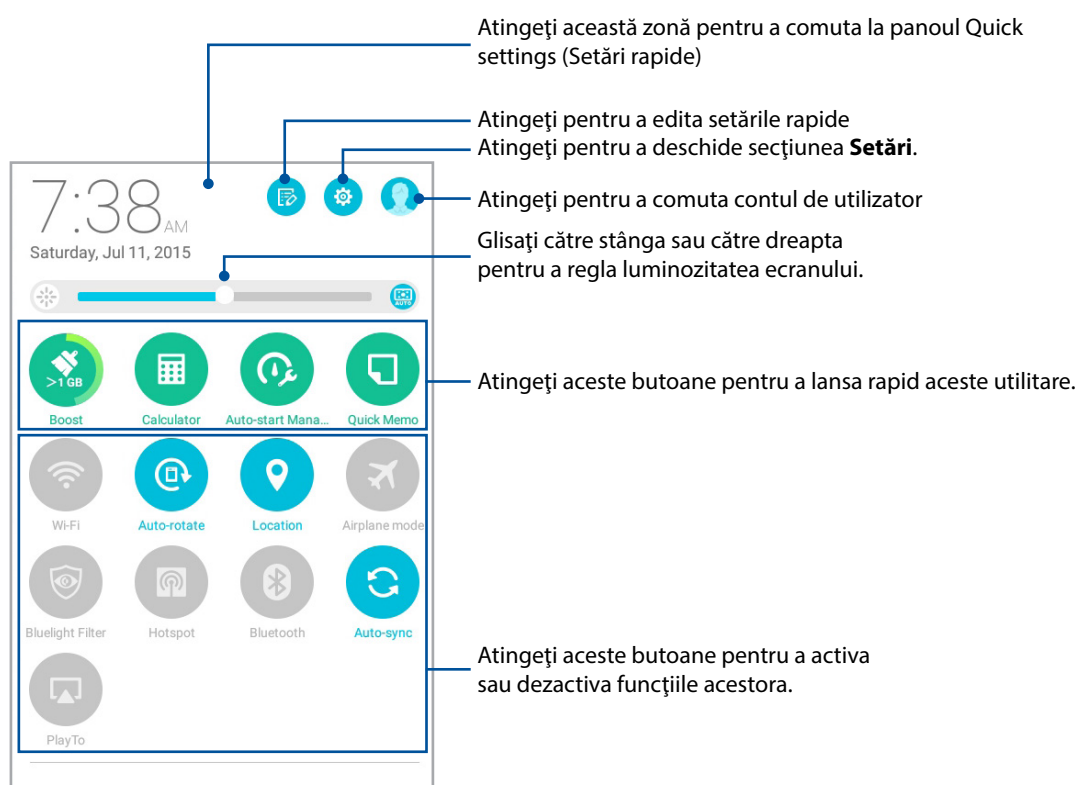 Atingeţi această zonă pentru a comuta la panoul Quick
settings (Setări rapide)
Atingeţi pentru a edita setările rapide
Atingeţi pentru a deschide secţiunea Setări.
Atingeţi pentru a comuta contul de utilizator
Glisaţi către stânga sau către dreapta
pentru a regla luminozitatea ecranului.
7:38 AM
Saturday, Jul 11, 2015
AUTO
>1 GB
Boost
Calculator
Auto-start Mana...
Quick Memo
Atingeţi aceste butoane pentru a lansa rapid aceste utilitare.
Wi-Fi
Auto-rotate
Location
Airplane mode
Bluelight Filter
Hotspot
Bluetooth
Auto-sync
PlayTo
Atingeţi aceste butoane pentru a activa
sau dezactiva funcţiile acestora.